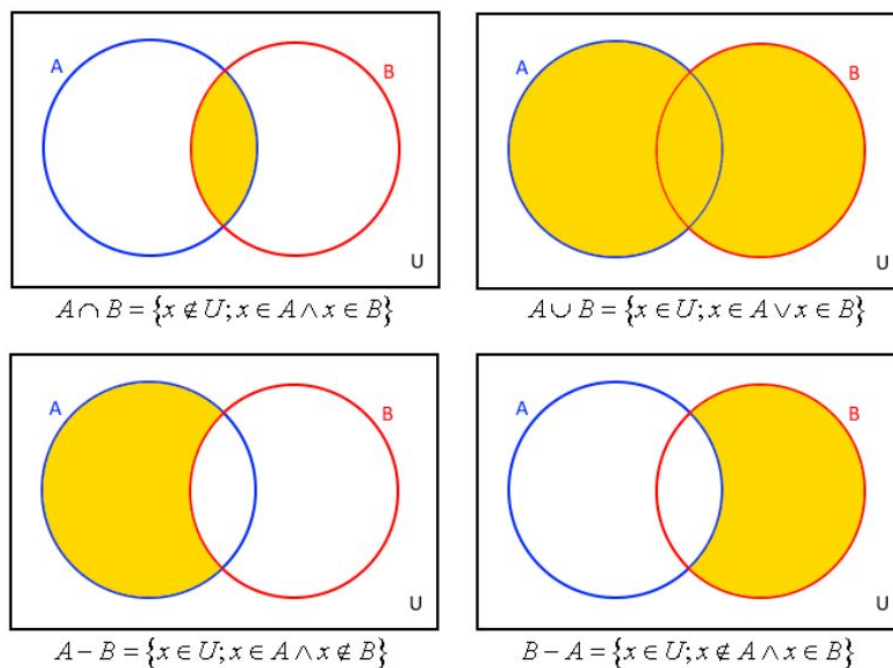 A
B
U
A ∩ B = {x ∉ U; x ∈ A ∧ x ∈ B}
A
B
U
A ∪ B = {x ∈ U; x ∈ A ∨ x ∈ B}
A
B
U
A − B = {x ∈ U; x ∈ A ∧ x ∉ B}
A
B
U
B − A = {x ∈ U; x ∉ A ∧ x ∈ B}